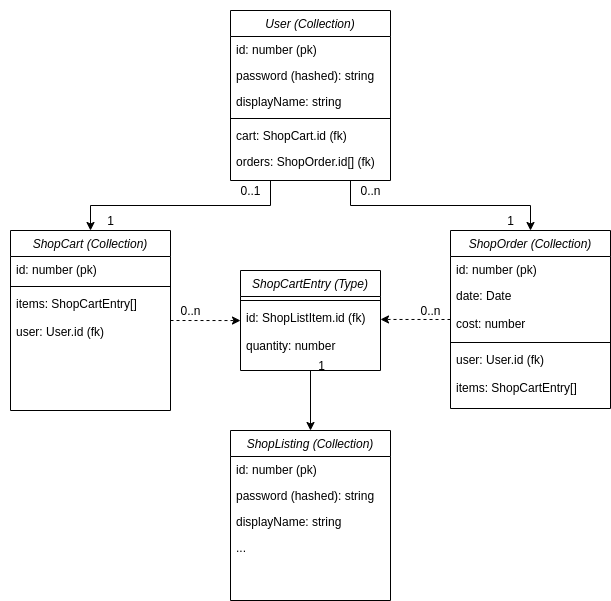 User (Collection)
id: number (pk)
password (hashed): string
displayName: string
cart: ShopCart.id (fk)
orders: ShopOrder.id[] (fk)
0..1
0..n
1
1
ShopCart (Collection)
id: number (pk)
items: ShopCartEntry[]
user: User.id (fk)
0..n
ShopCartEntry (Type)
id: ShopListItem.id (fk)
quantity: number
1
0..n
ShopOrder (Collection)
id: number (pk)
date: Date
cost: number
user: User.id (fk)
items: ShopCartEntry[]
ShopListing (Collection)
id: number (pk)
password (hashed): string
displayName: string
...